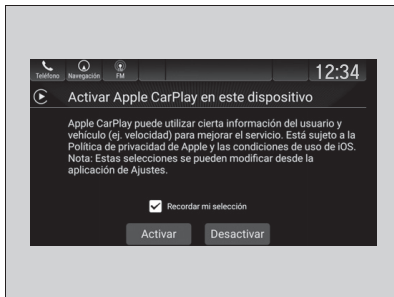 Teléfono Navegación FM 12:34
Activar Apple CarPlay en este dispositivo
Apple CarPlay puede utilizar cierta información del usuario y
vehículo (ej. velocidad) para mejorar el servicio. Está sujeto a la
Política de privacidad de Apple y las condiciones de uso de iOS.
Nota: Estas selecciones se pueden modificar desde la
aplicación de Ajustes.
Recordar mi selección
Activar Desactivar